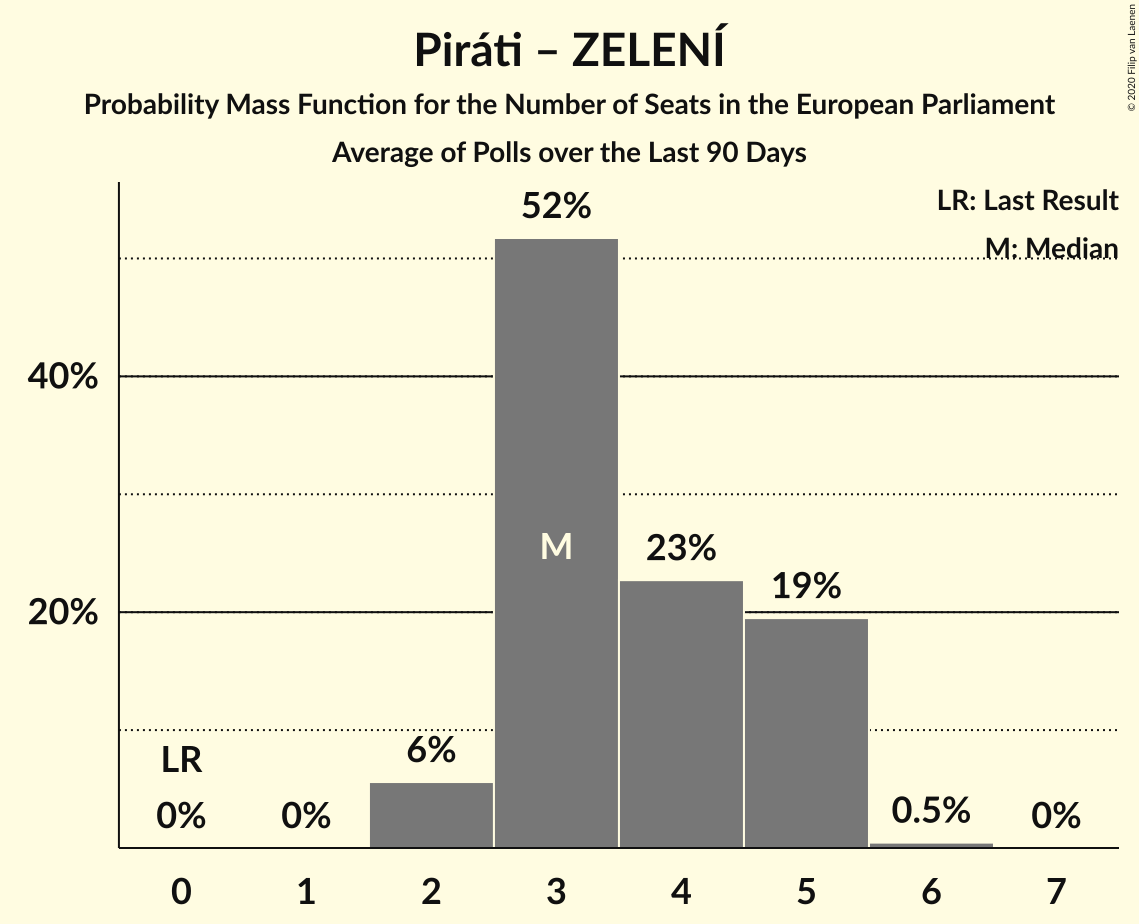 Piráti – ZELENÍ
Probability Mass Function for the Number of Seats in the European Parliament
Average of Polls over the Last 90 Days
© 2020 Filip van Laenen
LR: Last Result
M: Median
52%
40%
M
23%
19%
20%
LR
6%
0%
0%
0.5%
0%
0 1 2 3 4 5 6 7